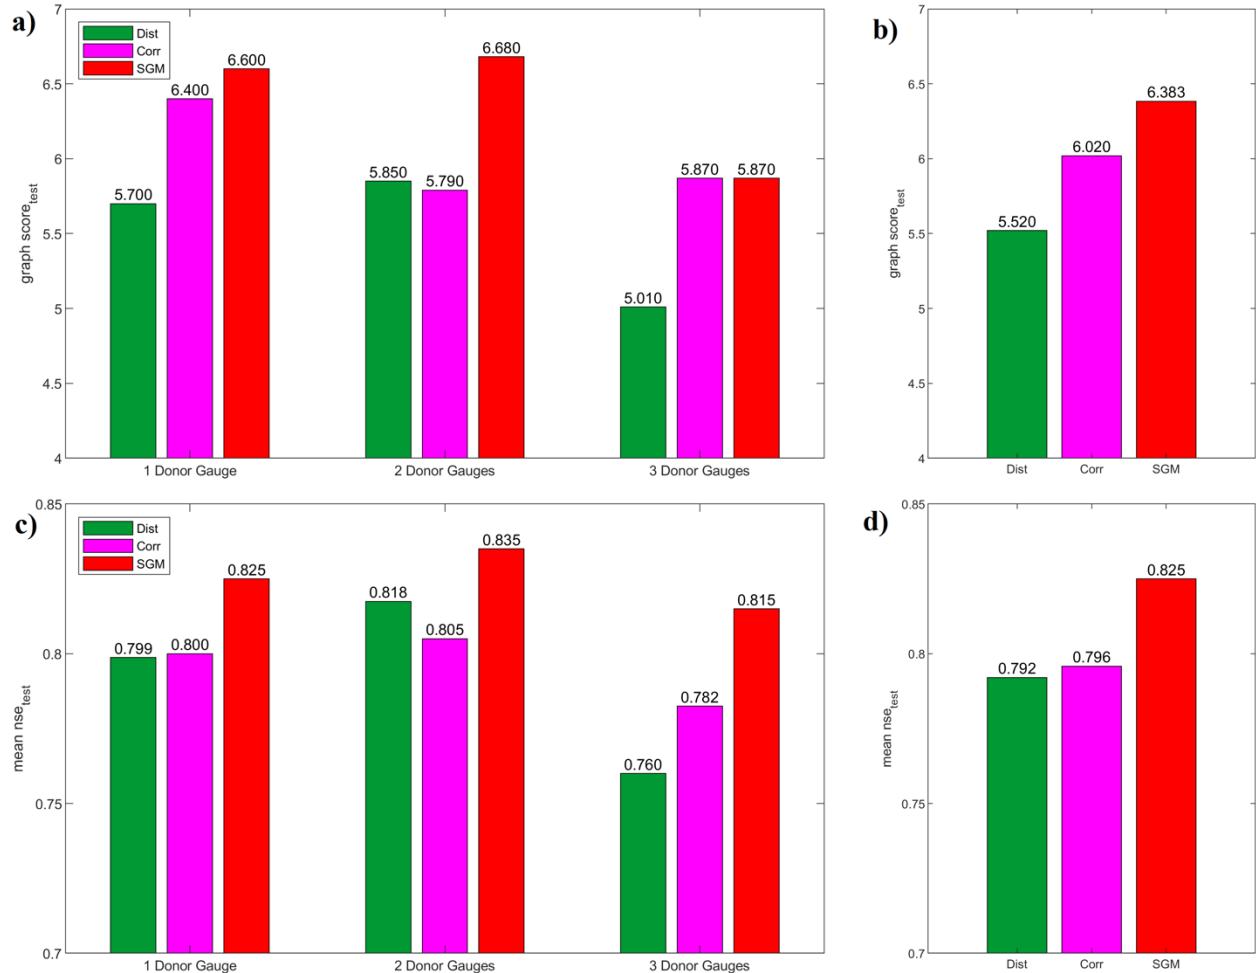 a)
7
6.5
6
5.5
5
4.5
4
graph score_test
Dist
Corr
SGM
5.700
6.400
6.600
5.850
5.790
6.680
5.010
5.870
5.870
1 Donor Gauge
2 Donor Gauges
3 Donor Gauges
b)
7
6.5
6
5.5
5
4.5
4
graph score_test
5.520
6.020
6.383
Dist
Corr
SGM
c)
0.85
0.8
0.75
0.7
mean nse_test
Dist
Corr
SGM
0.799
0.800
0.825
0.818
0.805
0.835
0.760
0.782
0.815
1 Donor Gauge
2 Donor Gauges
3 Donor Gauges
d)
0.85
0.8
0.75
0.7
mean nse_test
0.792
0.796
0.825
Dist
Corr
SGM